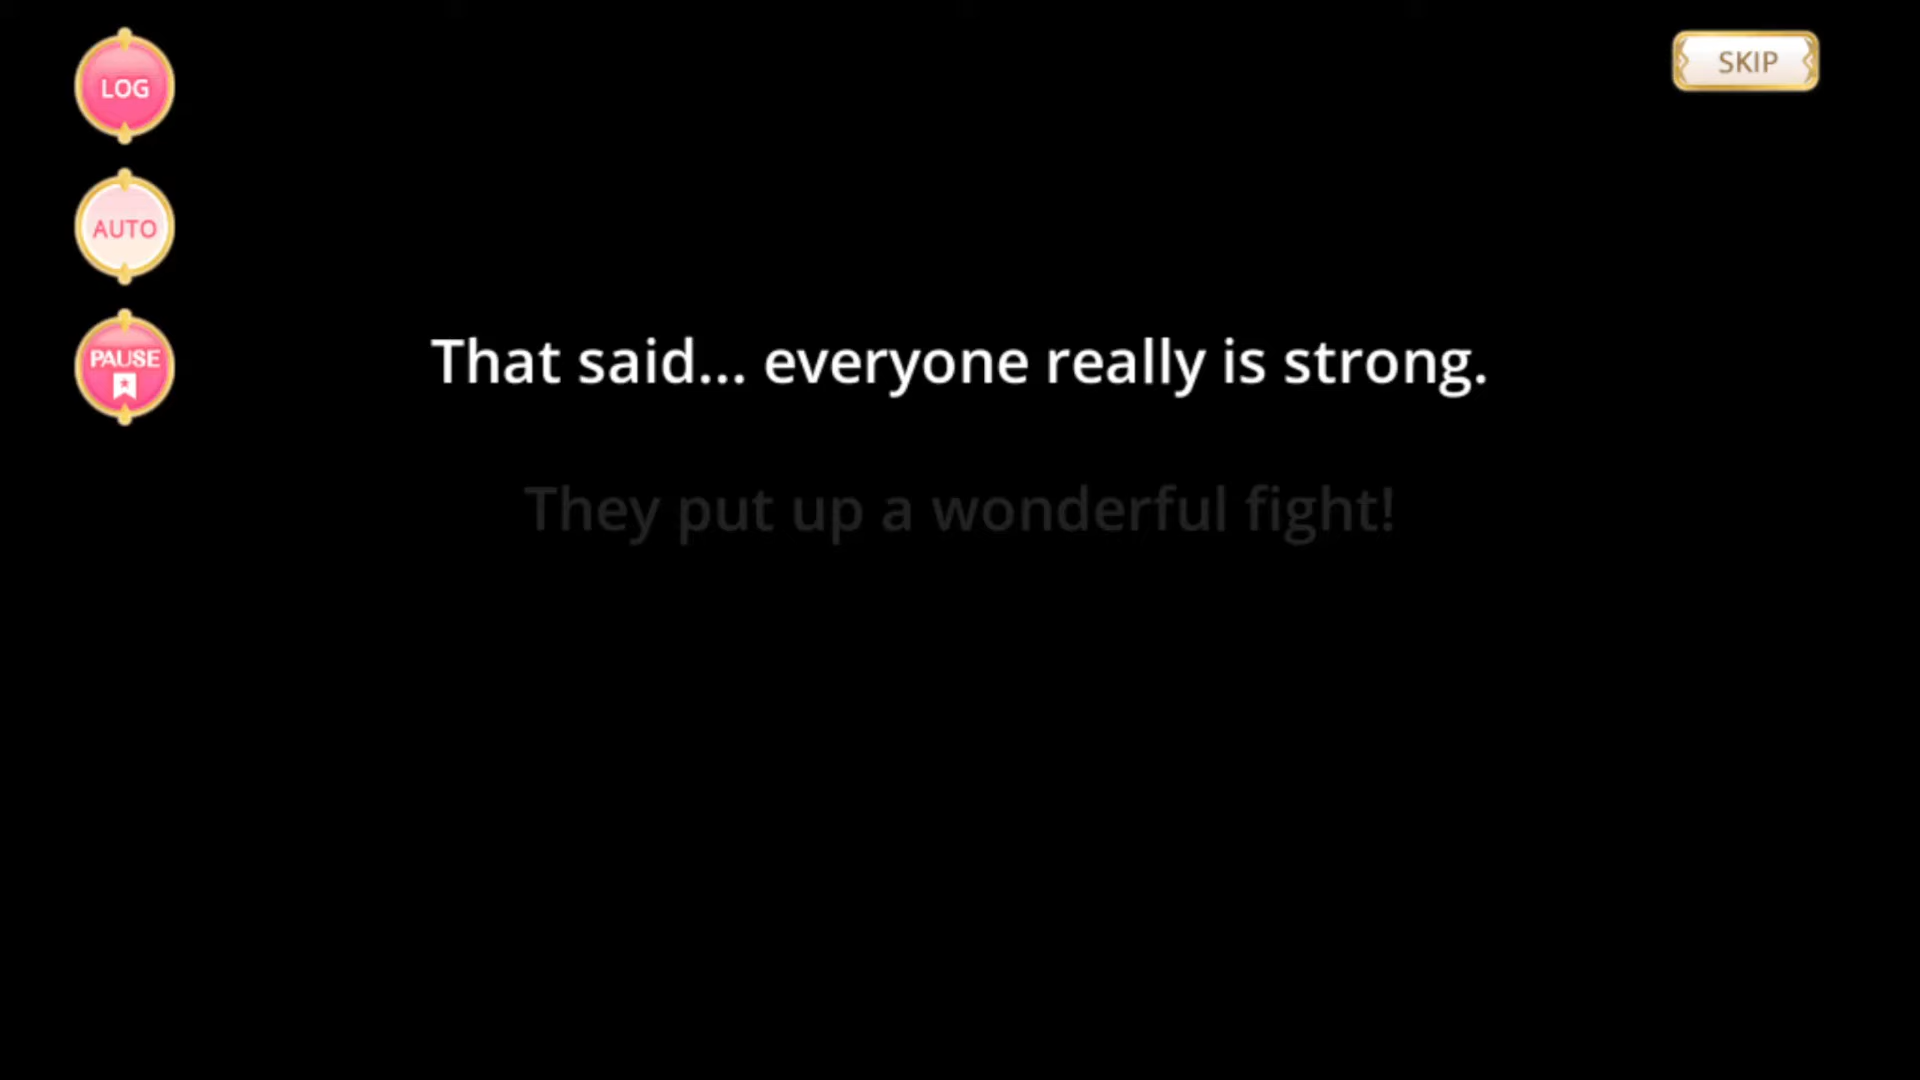 LOG
SKIP
AUTO
PAUSE
That said... everyone really is strong.
They put up a wonderful fight!